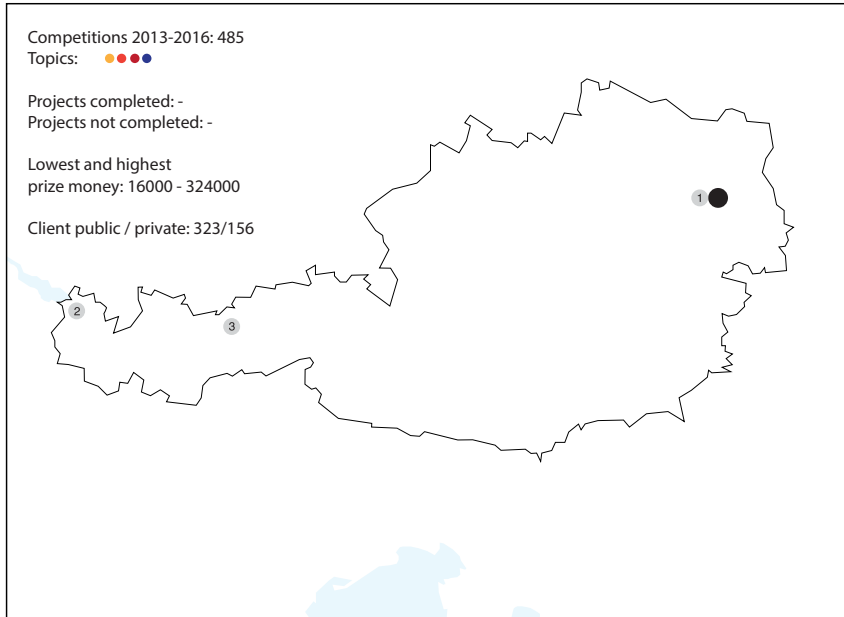 Competitions 2013-2016: 485
Topics:
Projects completed: -
Projects not completed: -
Lowest and highest
prize money: 16000 - 324000
Client public / private: 323/156
1
2
3